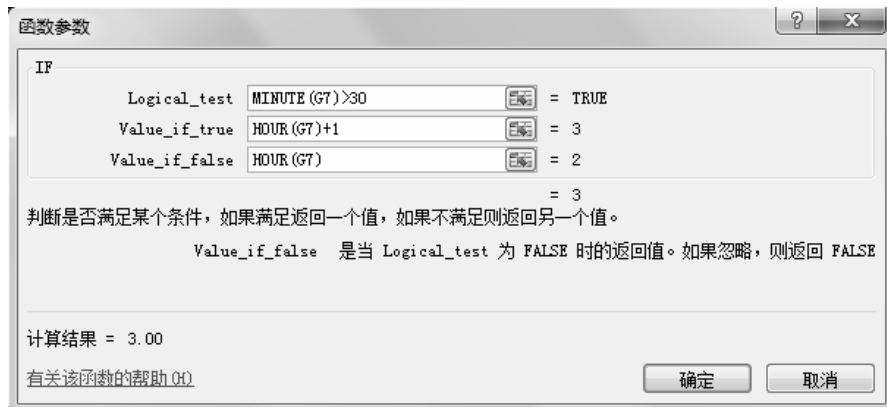 函数参数
IF
Logical_test MINUTE(G7)>30 = TRUE
Value_if_true HOUR(G7)+1 = 3
Value_if_false HOUR(G7) = 2
= 3
判断是否满足某个条件，如果满足返回一个值，如果不满足则返回另一个值。
Value_if_false 是当 Logical_test 为 FALSE 时的返回值。如果忽略，则返回 FALSE
计算结果 = 3.00
有关该函数的帮助(H)
确定 取消